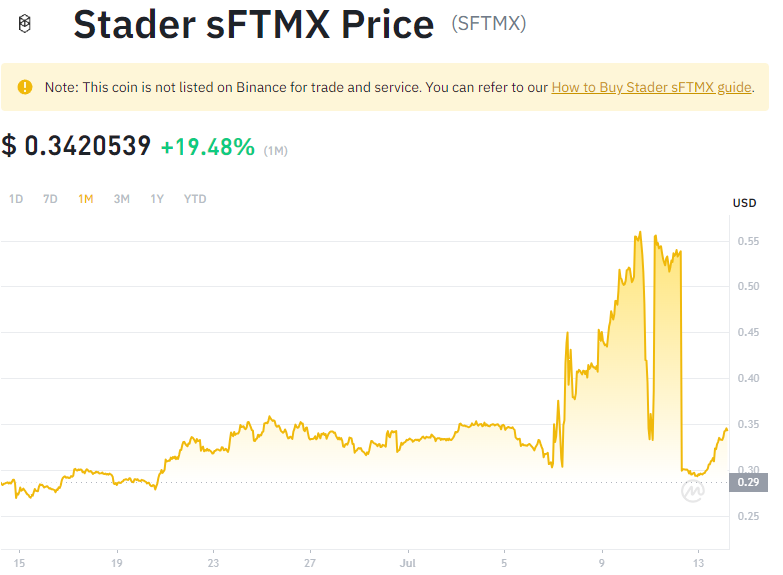 Stader sFTMX Price (SFTMX)
Note: This coin is not listed on Binance for trade and service. You can refer to our How to Buy Stader sFTMX guide.
$ 0.3420539 +19.48% (1M)
1D 7D 1M 3M 1Y YTD
USD
0.55
0.50
0.45
0.40
0.35
0.30
0.29
0.25
15 19 23 27 Jul 5 9 13